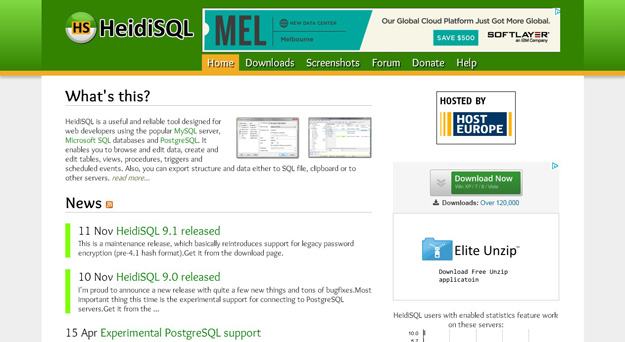 HS HeidiSQL
MEL
NEW DATA CENTER
Melbourne
Our Global Cloud Platform Just Got More Global.
SAVE $500
SOFTLAYER
an IBM Company
Home Downloads Screenshots Forum Donate Help
What's this?
HeidiSQL is a useful and reliable tool designed for
web developers using the popular MySQL server,
Microsoft SQL databases and PostgreSQL. It
enables you to browse and edit data, create and
edit tables, views, procedures, triggers and
scheduled events. Also, you can export structure and data either to SQL file, clipboard or to
other servers. read more...
News
11 Nov HeidiSQL 9.1 released
This is a maintenance release, which basically reintroduces support for legacy password
encryption (pre-4.1 hash format).Get it from the download page.
10 Nov HeidiSQL 9.0 released
I'm proud to announce a new release with quite a few new things and tons of bugfixes.Most
important thing this time is the experimental support for connecting to PostgreSQL
servers.Get it from the ...
15 Apr Experimental PostgreSQL support
HOSTED BY
HOST
EUROPE
Download Now
Win XP / 7 / 8 / Vista
Downloads: Over 120,000
Elite Unzip™
Download Free Unzip
applicatoin
HeidiSQL users with enabled statistics feature work
on these servers:
10.0